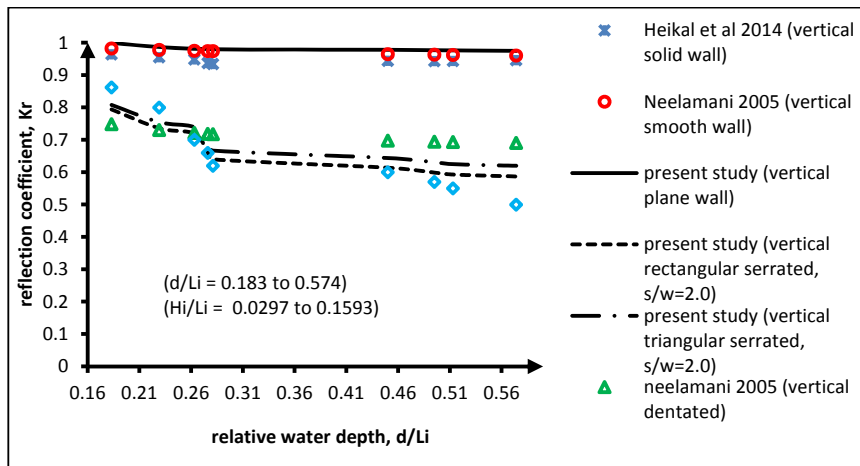 reflection coefficient, Kr
1
0.9
0.8
0.7
0.6
0.5
0.4
0.3
0.2
0.1
0
(d/Li = 0.183 to 0.574)
(Hi/Li = 0.0297 to 0.1593)
0.16 0.21 0.26 0.31 0.36 0.41 0.46 0.51 0.56
relative water depth, d/Li
Heikal et al 2014 (vertical
solid wall)
Neelamani 2005 (vertical
smooth wall)
present study (vertical
plane wall)
present study (vertical
rectangular serrated,
s/w=2.0)
present study (vertical
triangular serrated,
s/w=2.0)
neelamani 2005 (vertical
dentated)